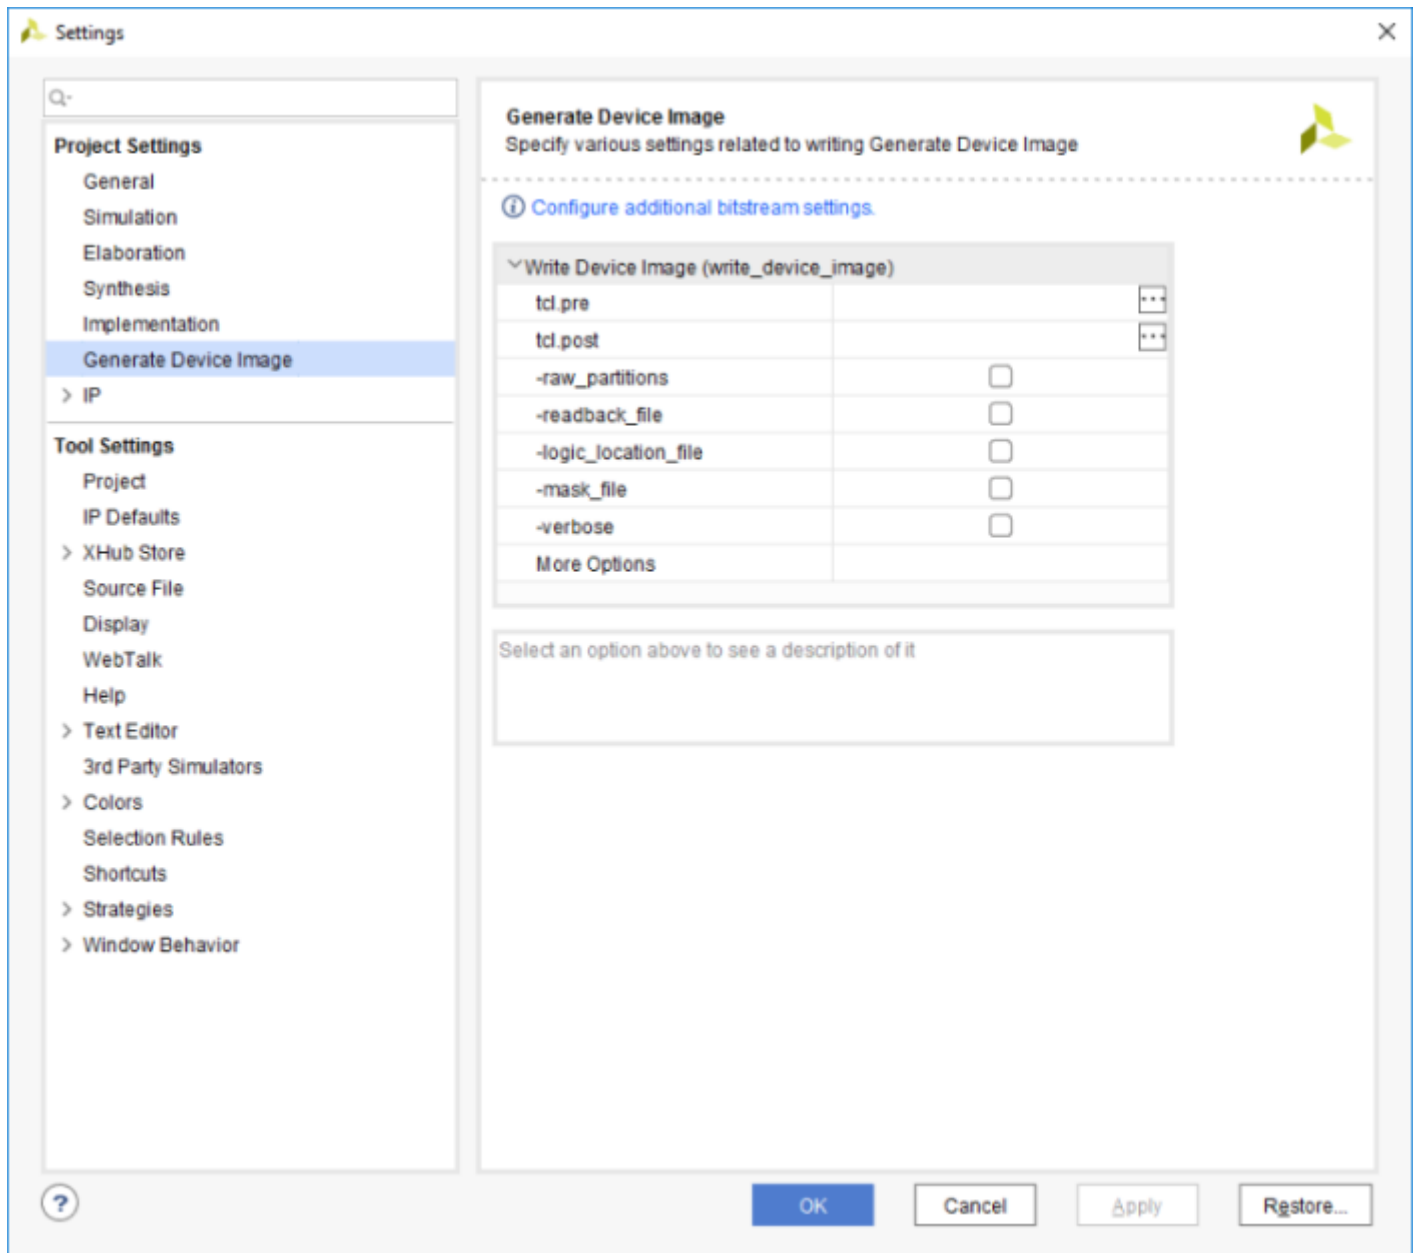 Settings
Project Settings
General
Simulation
Elaboration
Synthesis
Implementation
Generate Device Image
IP
Tool Settings
Project
IP Defaults
XHub Store
Source File
Display
WebTalk
Help
Text Editor
3rd Party Simulators
Colors
Selection Rules
Shortcuts
Strategies
Window Behavior
Generate Device Image
Specify various settings related to writing Generate Device Image
Configure additional bitstream settings.
Write Device Image (write_device_image)
tcl.pre
tcl.post
-raw_partitions
-readback_file
-logic_location_file
-mask_file
-verbose
More Options
Select an option above to see a description of it
?
OK
Cancel
Apply
Restore...